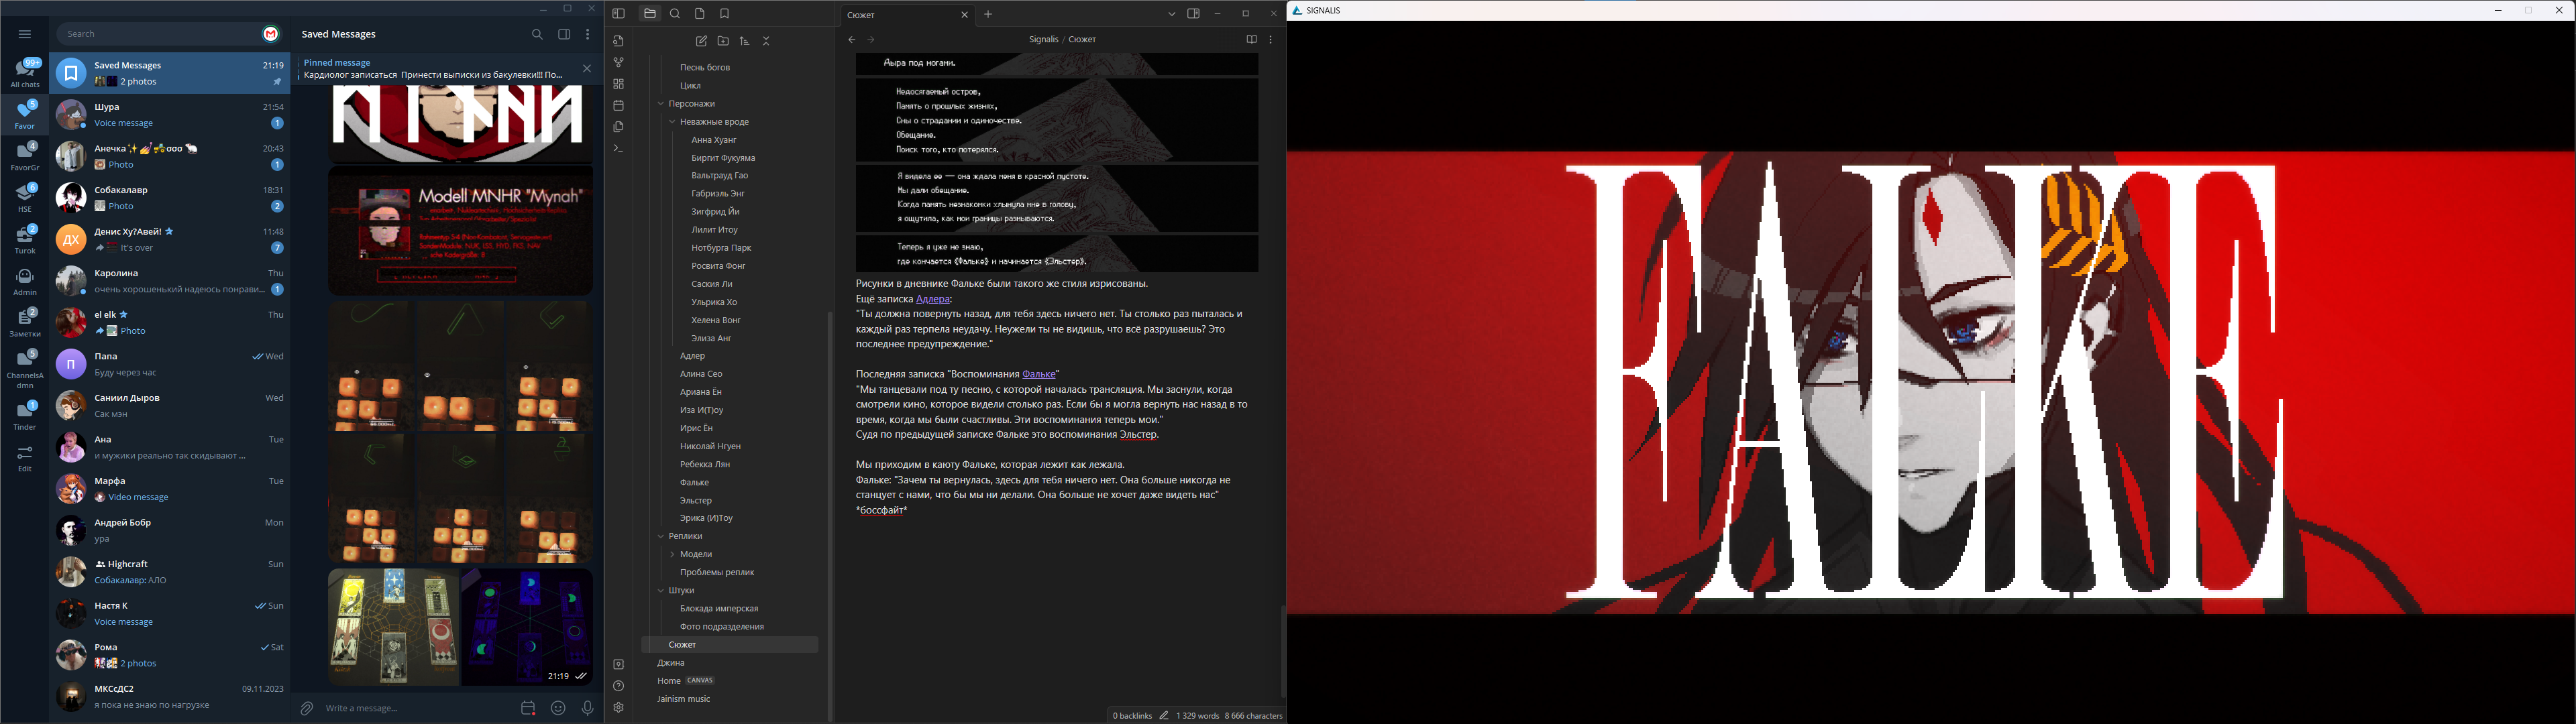 Search
All chats
99+
Favor
5
FavorGr
4
HSE
6
Turok
2
Admin
Заметки
2
ChannelsA
dmn
5
Tinder
1
Edit
Saved Messages
21:19
2 photos
Шура
21:54
Voice message
1
Анечка
20:43
Photo
1
Собакалавр
18:31
Photo
2
ДХ
Денис Ху?Авей!
11:48
It's over
7
Каролина
Thu
очень хорошенький надеюсь понрави...
1
el elk
Thu
Photo
П
Папа
Wed
Буду через час
Саниил Дыров
Wed
Сак мэн
Ана
Tue
и мужики реально так скидывают ...
Марфа
Tue
Video message
Андрей Бобр
Mon
ура
Highcraft
Sun
Собакалавр: АЛО
Настя К
Sun
Voice message
Рома
Sat
2 photos
МКСсДС2
09.11.2023
я пока не знаю по нагрузке
Saved Messages
Pinned message
Кардиолог записаться Принести выписки из бакулевки!!! По...
Modell MNHR "Mynah"
21:19
Write a message...
Песнь богов
Цикл
Персонажи
Неважные вроде
Анна Хуанг
Биргит Фукуяма
Вальтрауд Гао
Габриэль Энг
Зигфрид Йи
Лилит Итоу
Нотбурга Парк
Росвита Фонг
Саския Ли
Ульрика Хо
Хелена Вонг
Элиза Анг
Адлер
Алина Сео
Ариана Ён
Иза И(Т)оу
Ирис Ён
Николай Нгуен
Ребекка Лян
Фальке
Эльстер
Эрика (И)Тоу
Реплики
Модели
Проблемы реплик
Штуки
Блокада имперская
Фото подразделения
Сюжет
Джина
Home CANVAS
Jainism music
Сюжет
Signalis / Сюжет
Дыра под ногами.
Недосягаемый остров,
Память о прошлых жизнях,
Сны о страдании и одиночестве.
Обещание.
Поиск того, кто потерялся.
Я видела ее — она ждала меня в красной пустоте.
Мы дали обещание.
Когда память незнакомки хлынула мне в голову,
я ощутила, как мои границы размываются.
Теперь я уже не знаю,
где кончается «Фальке» и начинается «Эльстер».
Рисунки в дневнике Фальке были такого же стиля изрисованы.
Ещё записка Адлера:
"Ты должна повернуть назад, для тебя здесь ничего нет. Ты столько раз пыталась и
каждый раз терпела неудачу. Неужели ты не видишь, что всё разрушаешь? Это
последнее предупреждение."
Последняя записка "Воспоминания Фальке"
"Мы танцевали под ту песню, с которой началась трансляция. Мы заснули, когда
смотрели кино, которое видели столько раз. Если бы я могла вернуть нас назад в то
время, когда мы были счастливы. Эти воспоминания теперь мои."
Судя по предыдущей записке Фальке это воспоминания Эльстер.
Мы приходим в каюту Фальке, которая лежит как лежала.
Фальке: "Зачем ты вернулась, здесь для тебя ничего нет. Она больше никогда не
станцует с нами, что бы мы ни делали. Она больше не хочет даже видеть нас"
*боссфайт*
0 backlinks
1 329 words
8 666 characters
SIGNALIS
FALKE